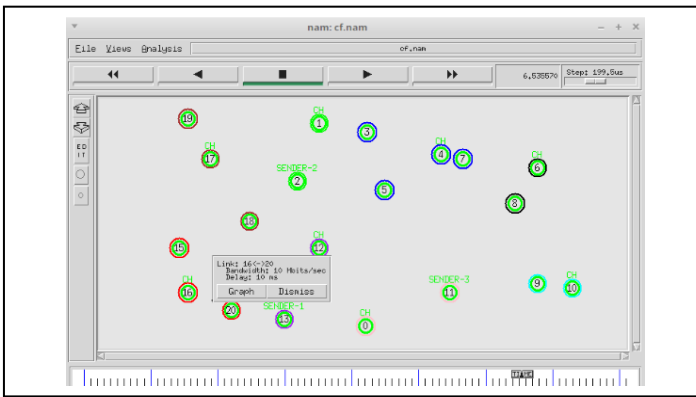 nam: cf.nam
File Views Analysis cf.nam
6.535570 Step: 199.5us
ED
IT
CH
19
1
3
CH
17
CH
4
7
CH
6
SENDER-2
2
5
8
18
15
CH
12
Link: 16<->20
Bandwidth: 10 Mbits/sec
Delay: 10 ms
Graph Dismiss
CH
16
SENDER-3
11
9
CH
10
20
SENDER-1
13
CH
0
TIME